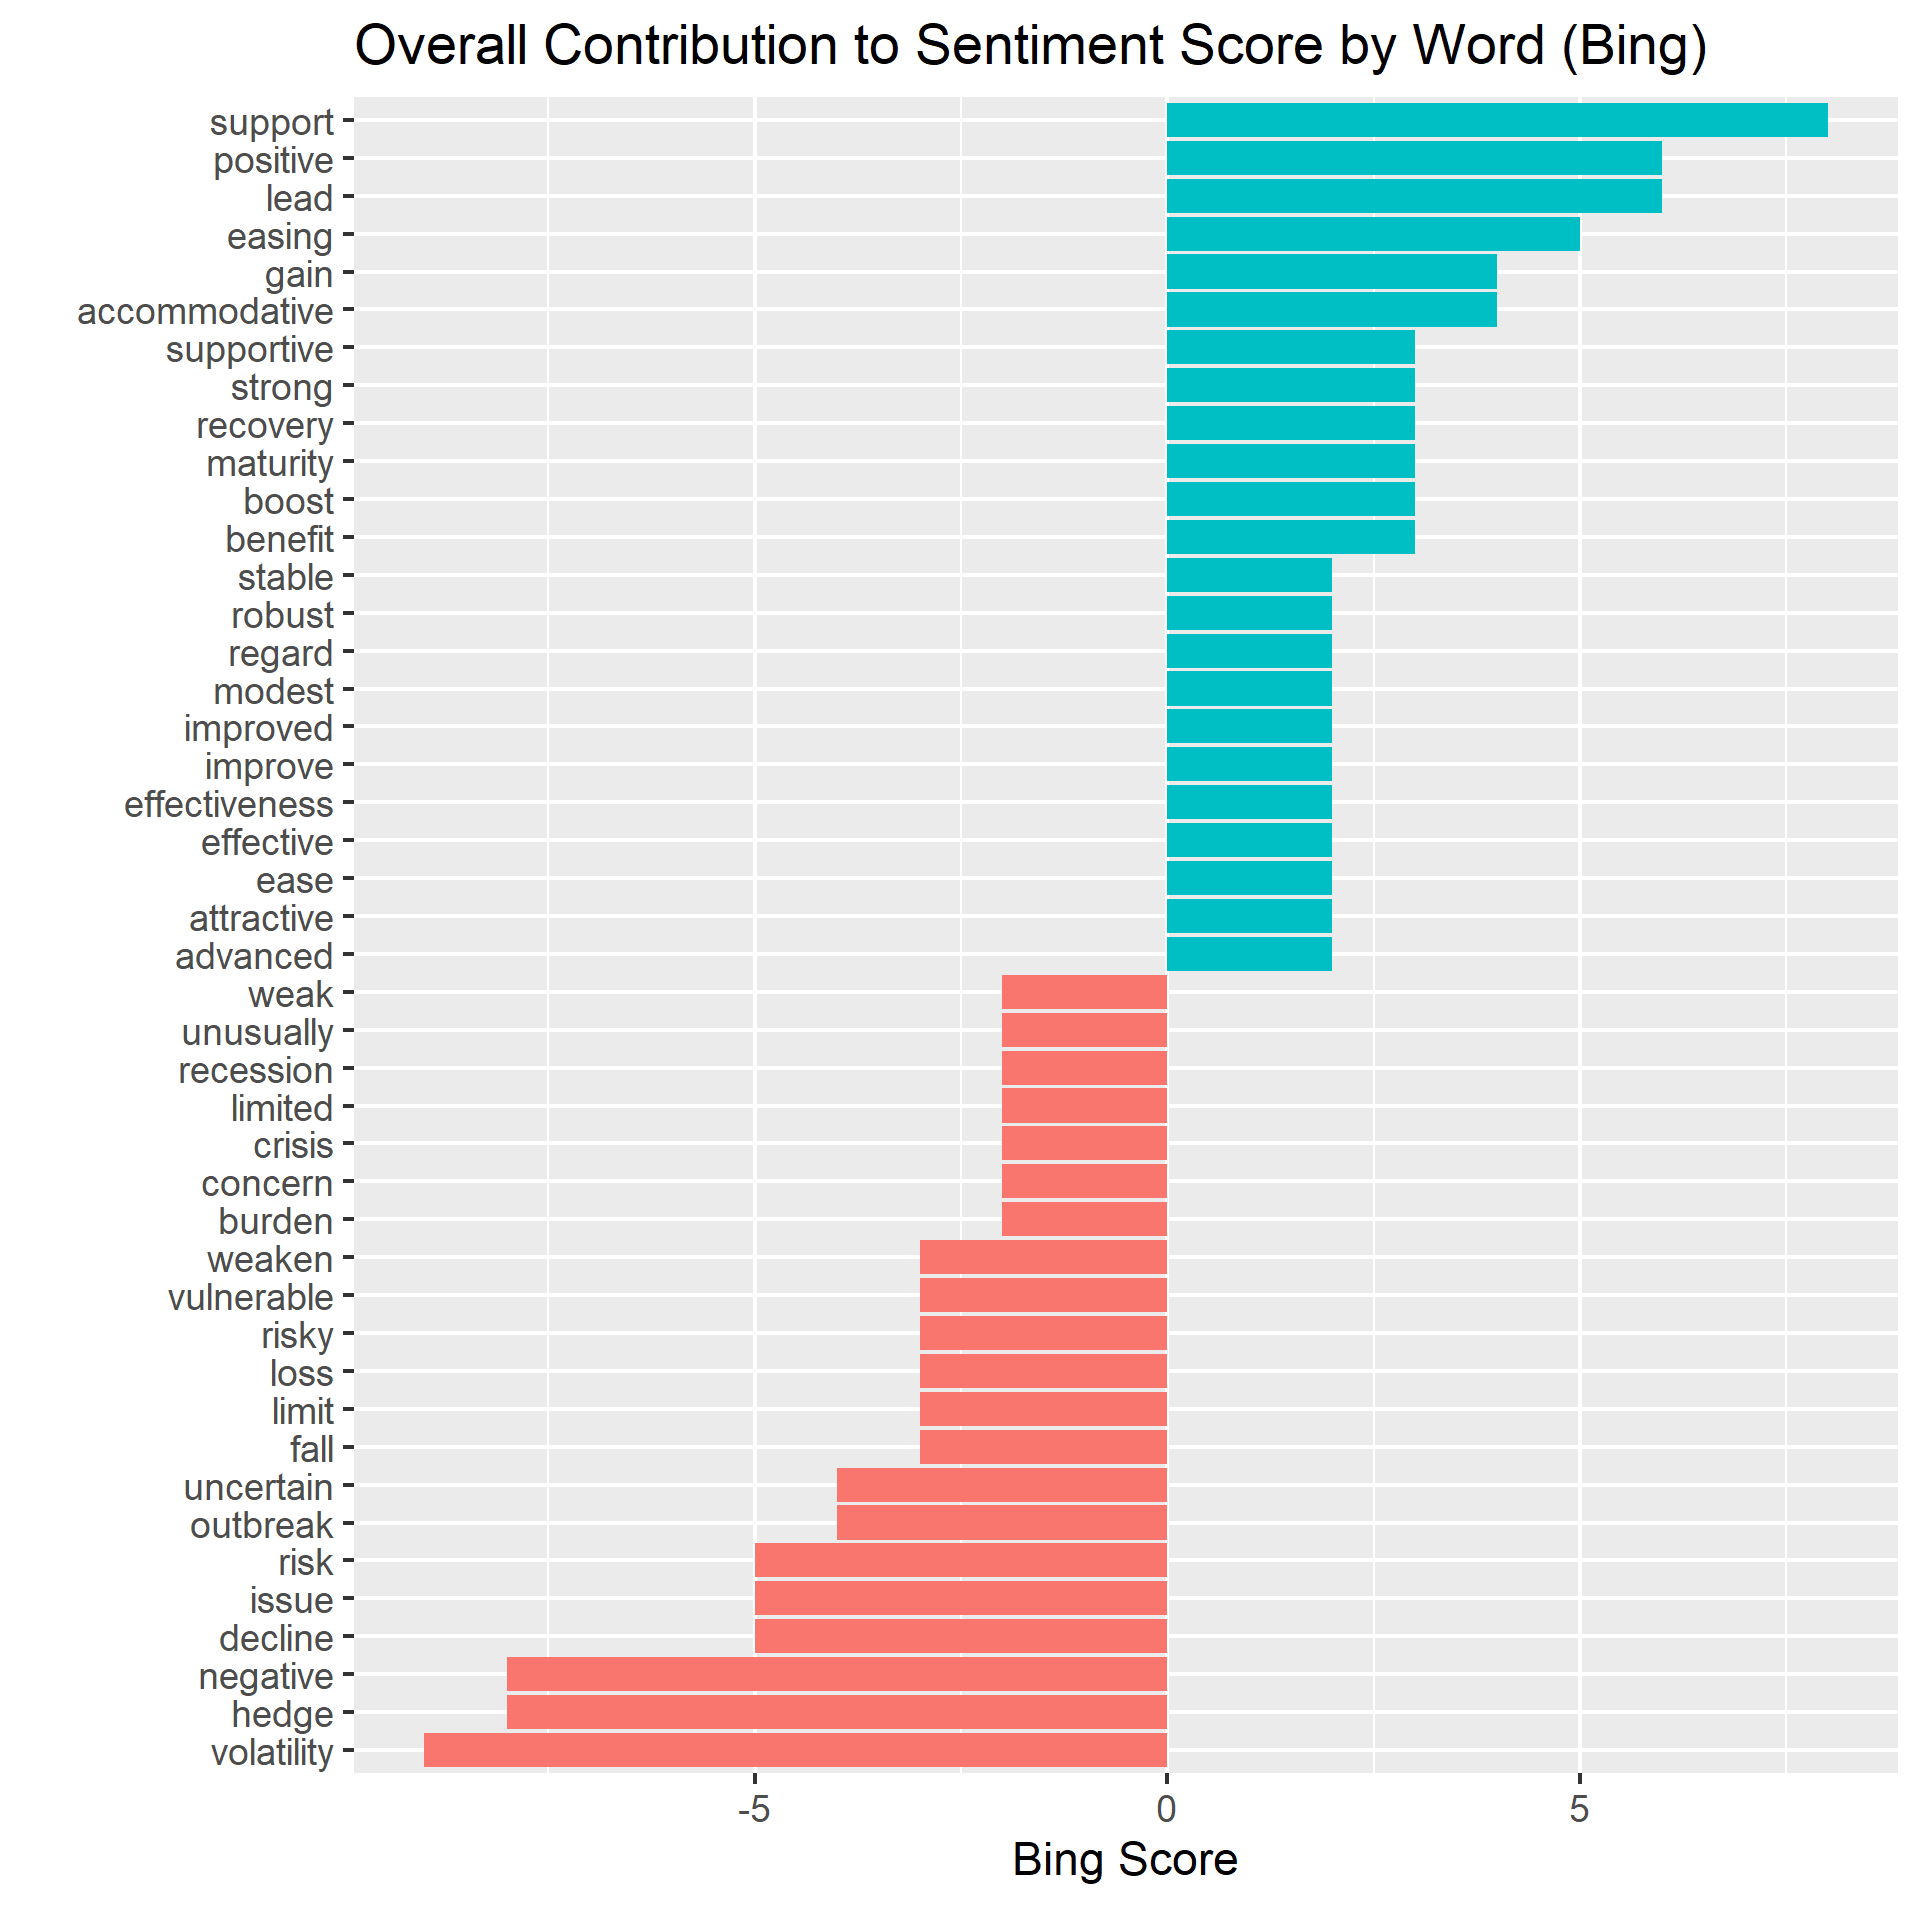 Overall Contribution to Sentiment Score by Word (Bing)
support
positive
lead
easing
gain
accommodative
supportive
strong
recovery
maturity
boost
benefit
stable
robust
regard
modest
improved
improve
effectiveness
effective
ease
attractive
advanced
weak
unusually
recession
limited
crisis
concern
burden
weaken
vulnerable
risky
loss
limit
fall
uncertain
outbreak
risk
issue
decline
negative
hedge
volatility
-5 0 5
Bing Score